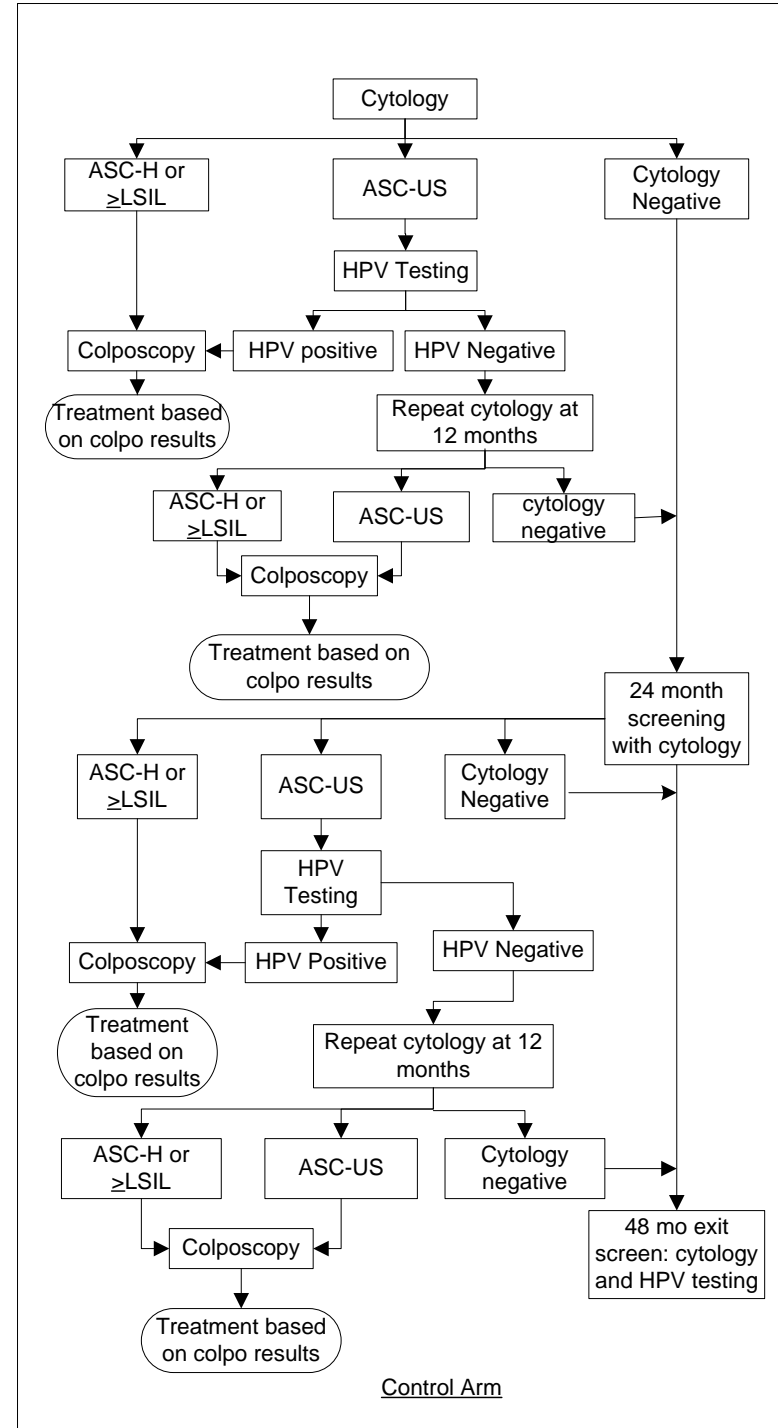 Cytology
ASC-H or
≥LSIL
ASC-US
Cytology
Negative
HPV Testing
Colposcopy
HPV positive
HPV Negative
Treatment based
on colpo results
Repeat cytology at
12 months
ASC-H or
≥LSIL
ASC-US
cytology
negative
Colposcopy
Treatment based on
colpo results
24 month
screening
with cytology
ASC-H or
≥LSIL
ASC-US
Cytology
Negative
HPV
Testing
HPV Negative
Colposcopy
HPV Positive
Treatment
based on
colpo results
Repeat cytology at 12
months
ASC-H or
≥LSIL
ASC-US
Cytology
negative
Colposcopy
48 mo exit
screen: cytology
and HPV testing
Treatment based
on colpo results
Control Arm